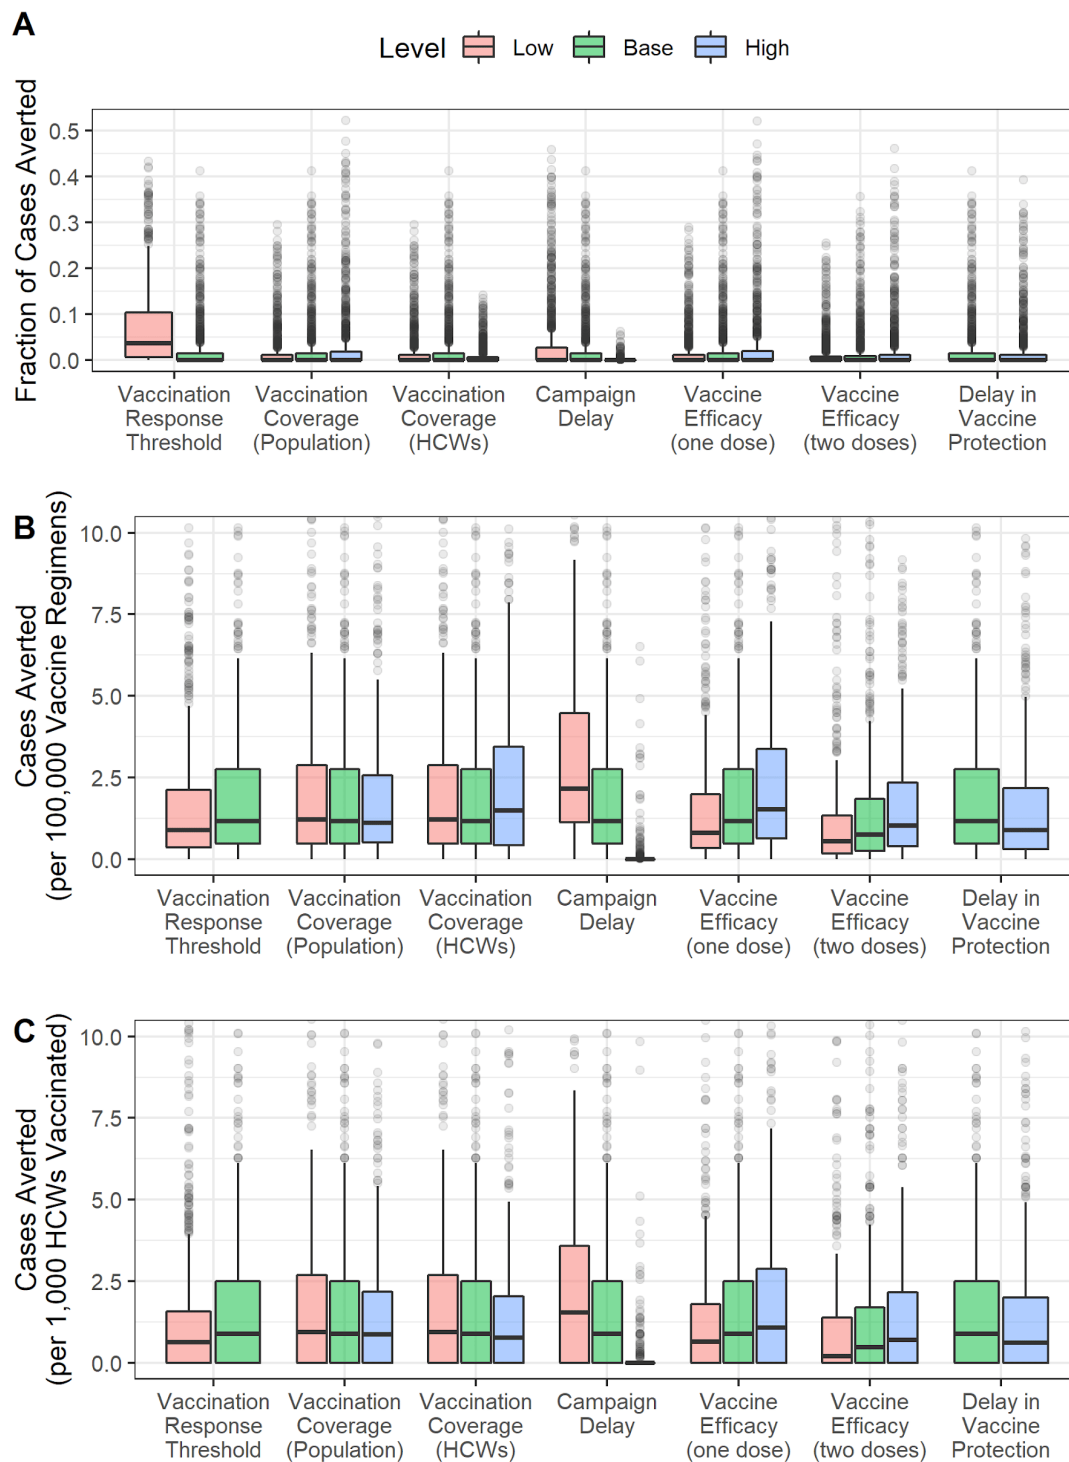 A
Level Low Base High
Fraction of Cases Averted
0.5
0.4
0.3
0.2
0.1
0.0
Vaccination Response Threshold
Vaccination Coverage (Population)
Vaccination Coverage (HCWs)
Campaign Delay
Vaccine Efficacy (one dose)
Vaccine Efficacy (two doses)
Delay in Vaccine Protection
B
Cases Averted
(per 100,000 Vaccine Regimens)
10.0
7.5
5.0
2.5
0.0
Vaccination Response Threshold
Vaccination Coverage (Population)
Vaccination Coverage (HCWs)
Campaign Delay
Vaccine Efficacy (one dose)
Vaccine Efficacy (two doses)
Delay in Vaccine Protection
C
Cases Averted
(per 1,000 HCWs Vaccinated)
10.0
7.5
5.0
2.5
0.0
Vaccination Response Threshold
Vaccination Coverage (Population)
Vaccination Coverage (HCWs)
Campaign Delay
Vaccine Efficacy (one dose)
Vaccine Efficacy (two doses)
Delay in Vaccine Protection